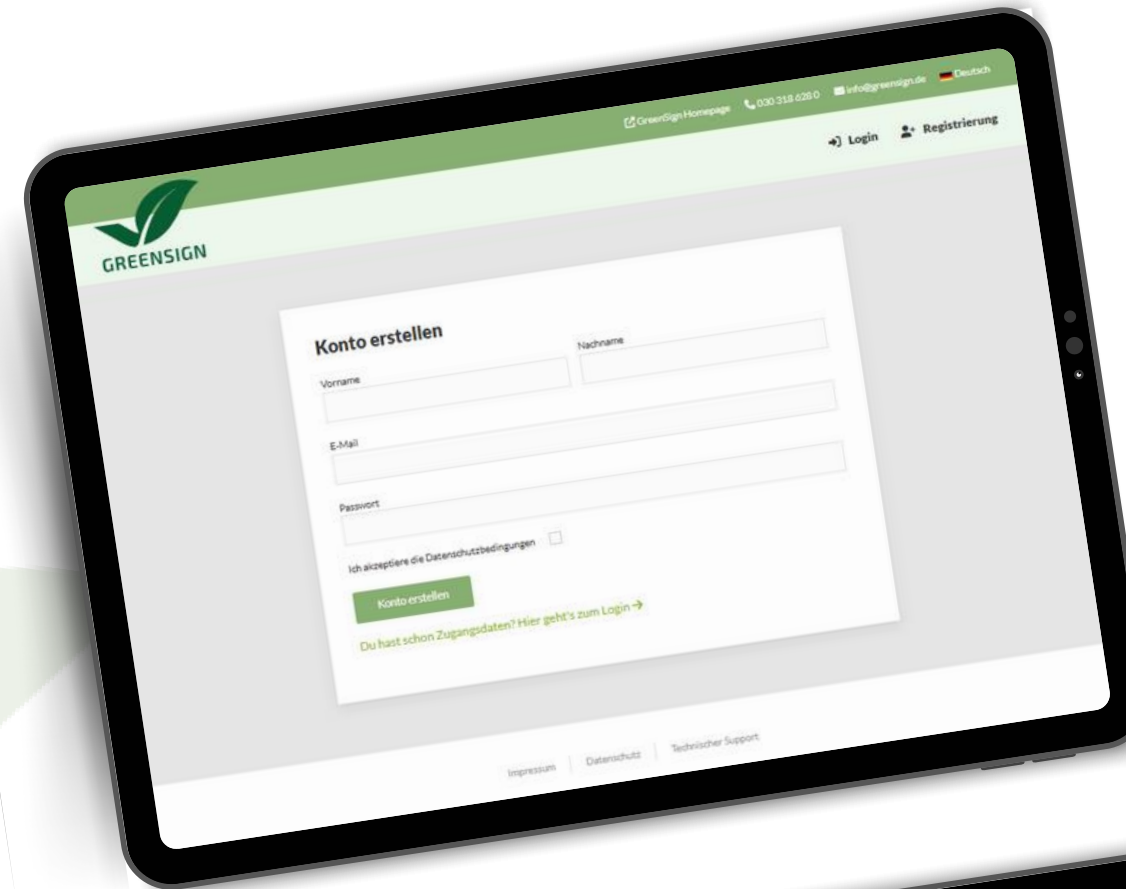 GreenSign Homepage 030 318 628 0 info@greensign.de Deutsch
Login Registrierung
GREENSIGN
Konto erstellen
Vorname
Nachname
E-Mail
Passwort
Ich akzeptiere die Datenschutzbedingungen
Konto erstellen
Du hast schon Zugangsdaten? Hier geht's zum Login
Impressum Datenschutz Technischer Support